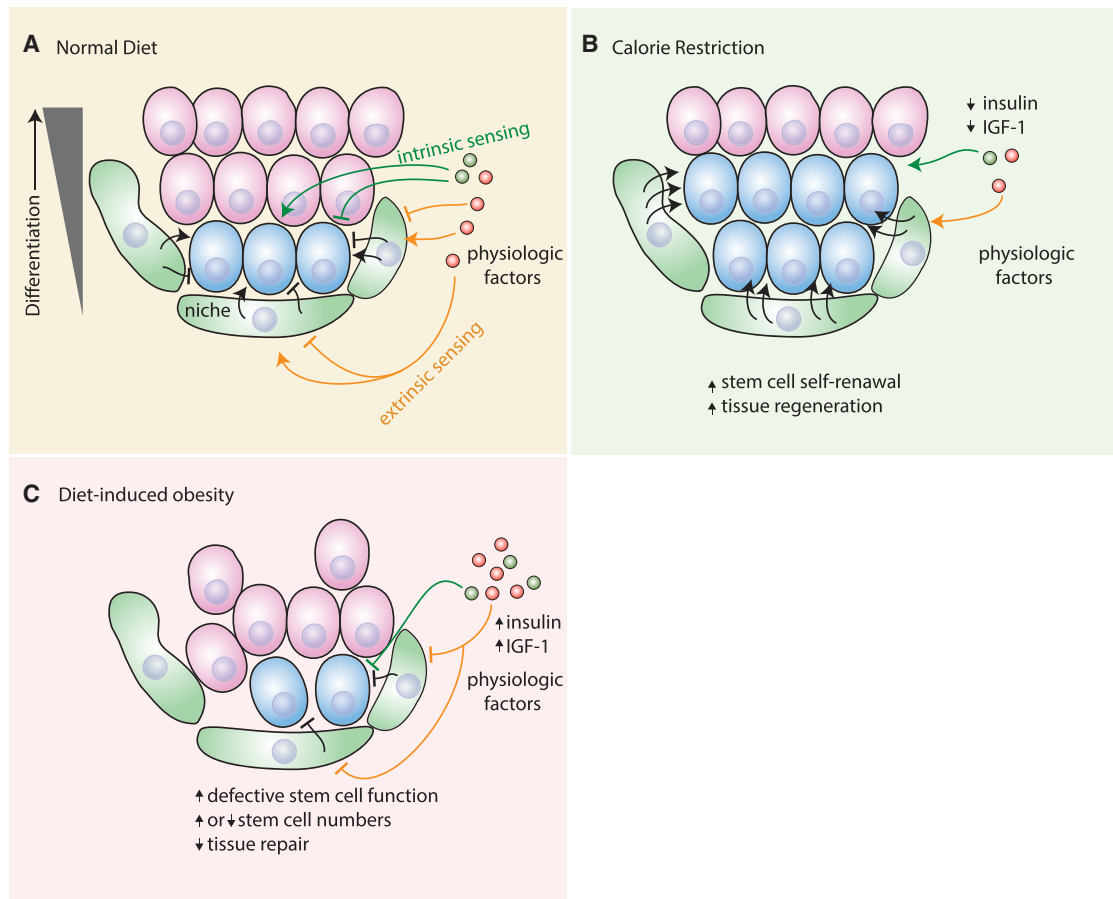 A Normal Diet
Differentiation
intrinsic sensing
physiologic
factors
niche
extrinsic sensing
B Calorie Restriction
insulin
IGF-1
physiologic
factors
stem cell self-renawal
tissue regeneration
C Diet-induced obesity
insulin
IGF-1
physiologic
factors
defective stem cell function
or stem cell numbers
tissue repair